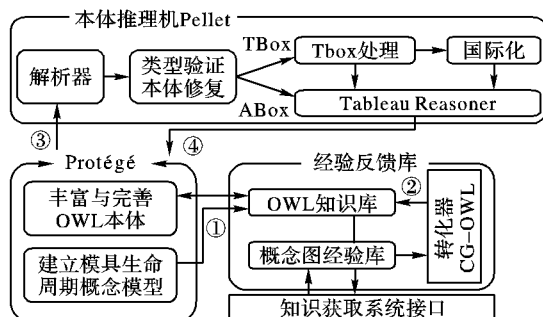 本体推理机Pellet
TBox
Tbox处理
国际化
解析器
类型验证
本体修复
ABox
Tableau Reasoner
③
④
Protégé
经验反馈库
丰富与完善
OWL本体
①
OWL知识库
②
转化器
CG-OWL
建立模具生命
周期概念模型
概念图经验库
知识获取系统接口